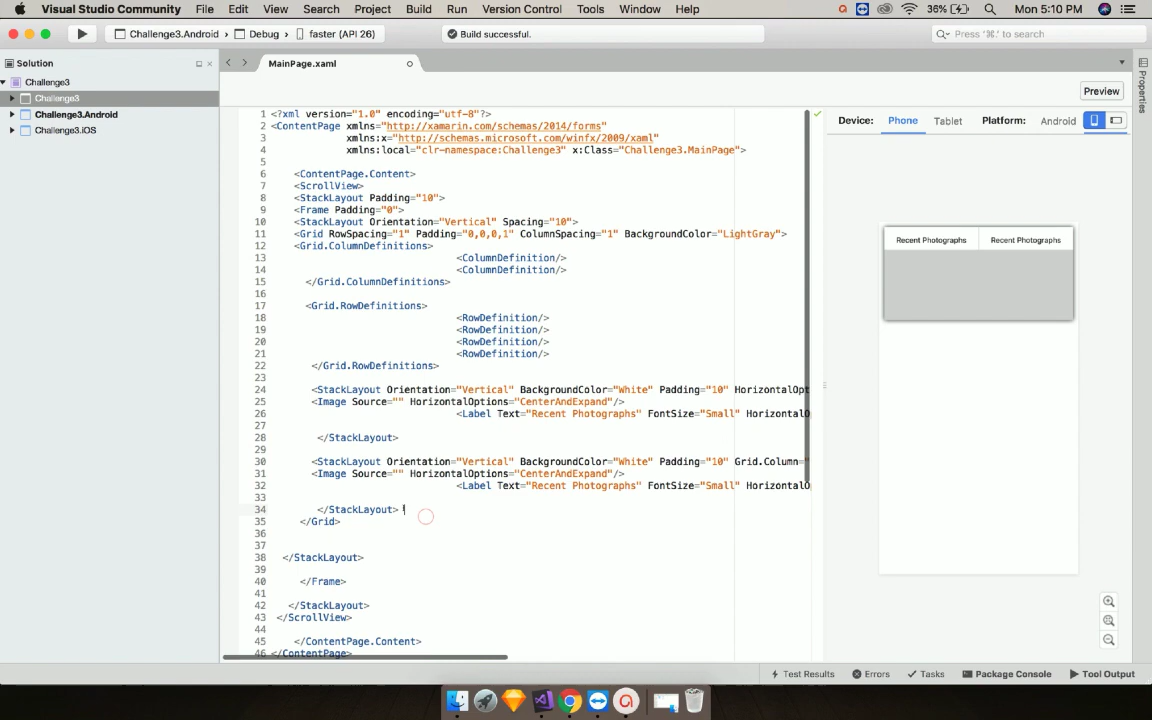 Visual Studio Community File Edit View Search Project Build Run Version Control Tools Window Help 36% Mon 5:10 PM
Challenge3.Android › Debug › faster (API 26) Build successful. Press '⌘.' to search
Solution
MainPage.xaml
Properties
Challenge3
Challenge3
Challenge3.Android
Challenge3.iOS
Preview
Device: Phone Tablet Platform: Android
1 <?xml version="1.0" encoding="utf-8"?>
2 <ContentPage xmlns="http://xamarin.com/schemas/2014/forms"
3 xmlns:x="http://schemas.microsoft.com/winfx/2009/xaml"
4 xmlns:local="clr-namespace:Challenge3" x:Class="Challenge3.MainPage">
5
6 <ContentPage.Content>
7 <ScrollView>
8 <StackLayout Padding="10">
9 <Frame Padding="0">
10 <StackLayout Orientation="Vertical" Spacing="10">
11 <Grid RowSpacing="1" Padding="0,0,0,1" ColumnSpacing="1" BackgroundColor="LightGray">
12 <Grid.ColumnDefinitions>
13 <ColumnDefinition/>
14 <ColumnDefinition/>
15 </Grid.ColumnDefinitions>
16
17 <Grid.RowDefinitions>
18 <RowDefinition/>
19 <RowDefinition/>
20 <RowDefinition/>
21 <RowDefinition/>
22 </Grid.RowDefinitions>
23
24 <StackLayout Orientation="Vertical" BackgroundColor="White" Padding="10" HorizontalOpt
25 <Image Source="" HorizontalOptions="CenterAndExpand"/>
26 <Label Text="Recent Photographs" FontSize="Small" HorizontalO
27
28 </StackLayout>
29
30 <StackLayout Orientation="Vertical" BackgroundColor="White" Padding="10" Grid.Column="
31 <Image Source="" HorizontalOptions="CenterAndExpand"/>
32 <Label Text="Recent Photographs" FontSize="Small" HorizontalO
33
34 </StackLayout>
35 </Grid>
36
37
38 </StackLayout>
39
40 </Frame>
41
42 </StackLayout>
43 </ScrollView>
44
45 </ContentPage.Content>
46 </ContentPage>
Recent Photographs Recent Photographs
Test Results Errors Tasks Package Console Tool Output